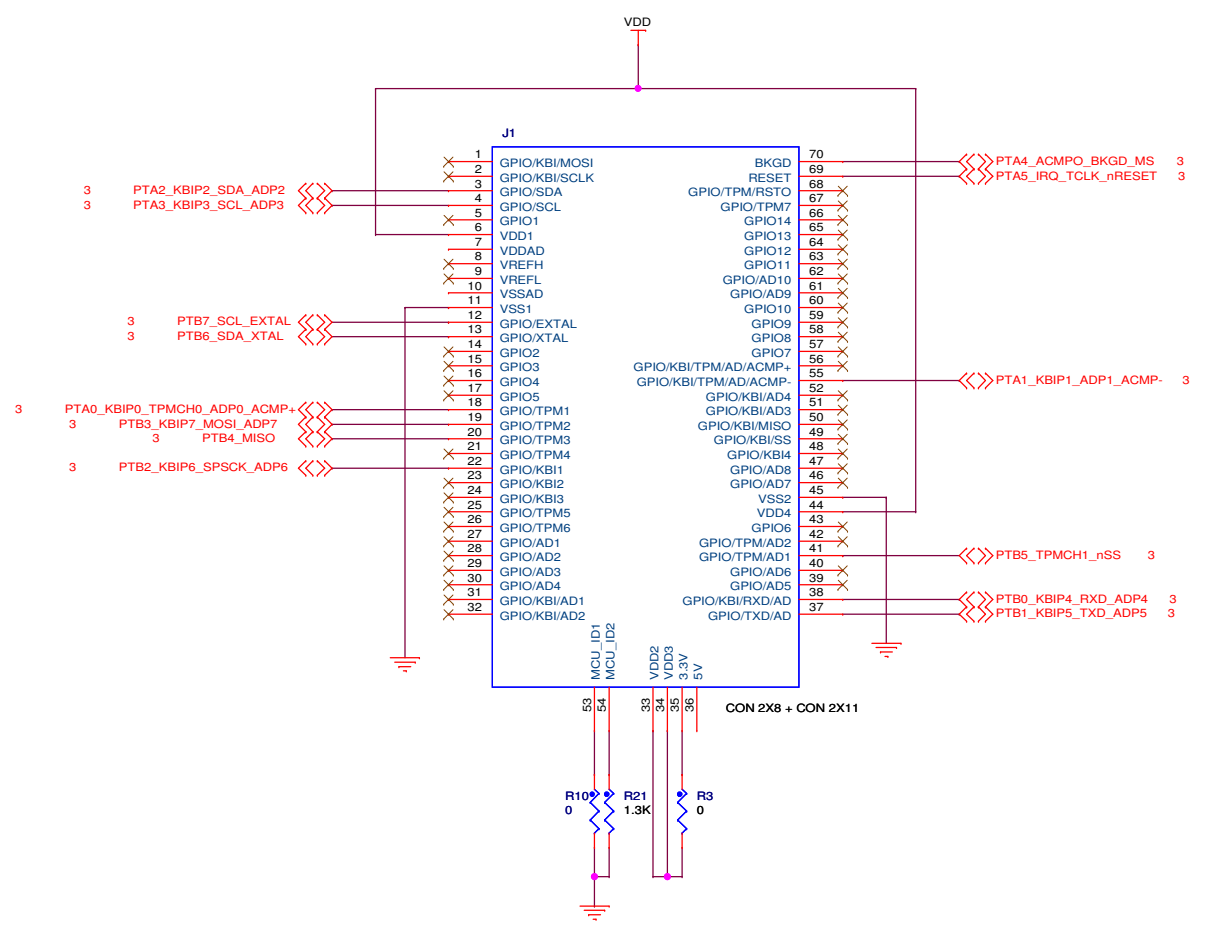 VDD
J1
1 GPIO/KBI/MOSI
2 GPIO/KBI/SCLK
3 PTA2_KBIP2_SDA_ADP2 3 GPIO/SDA
3 PTA3_KBIP3_SCL_ADP3 4 GPIO/SCL
5 GPIO1
6 VDD1
7 VDDAD
8 VREFH
9 VREFL
10 VSSAD
11 VSS1
3 PTB7_SCL_EXTAL 12 GPIO/EXTAL
3 PTB6_SDA_XTAL 13 GPIO/XTAL
14 GPIO2
15 GPIO3
16 GPIO4
17 GPIO5
3 PTA0_KBIP0_TPMCH0_ADP0_ACMP+ 18 GPIO/TPM1
3 PTB3_KBIP7_MOSI_ADP7 19 GPIO/TPM2
3 PTB4_MISO 20 GPIO/TPM3
21 GPIO/TPM4
3 PTB2_KBIP6_SPSCK_ADP6 22 GPIO/KBI1
23 GPIO/KBI2
24 GPIO/KBI3
25 GPIO/TPM5
26 GPIO/TPM6
27 GPIO/AD1
28 GPIO/AD2
29 GPIO/AD3
30 GPIO/AD4
31 GPIO/KBI/AD1
32 GPIO/KBI/AD2
BKGD 70 PTA4_ACMPO_BKGD_MS 3
RESET 69 PTA5_IRQ_TCLK_nRESET 3
GPIO/TPM/RSTO 68
GPIO/TPM7 67
GPIO14 66
GPIO13 65
GPIO12 64
GPIO11 63
GPIO/AD10 62
GPIO/AD9 61
GPIO10 60
GPIO9 59
GPIO8 58
GPIO7 57
GPIO/KBI/TPM/AD/ACMP+ 56
GPIO/KBI/TPM/AD/ACMP- 55 PTA1_KBIP1_ADP1_ACMP- 3
GPIO/KBI/AD4 52
GPIO/KBI/AD3 51
GPIO/KBI/MISO 50
GPIO/KBI/SS 49
GPIO/KBI4 48
GPIO/AD8 47
GPIO/AD7 46
VSS2 45
VDD4 44
GPIO6 43
GPIO/TPM/AD2 42
GPIO/TPM/AD1 41 PTB5_TPMCH1_nSS 3
GPIO/AD6 40
GPIO/AD5 39
GPIO/KBI/RXD/AD 38 PTB0_KBIP4_RXD_ADP4 3
GPIO/TXD/AD 37 PTB1_KBIP5_TXD_ADP5 3
MCU_ID1 53
MCU_ID2 54
VDD2 33
VDD3 34
3.3V 35
5V 36
CON 2X8 + CON 2X11
R10 R21 R3
0 1.3K 0